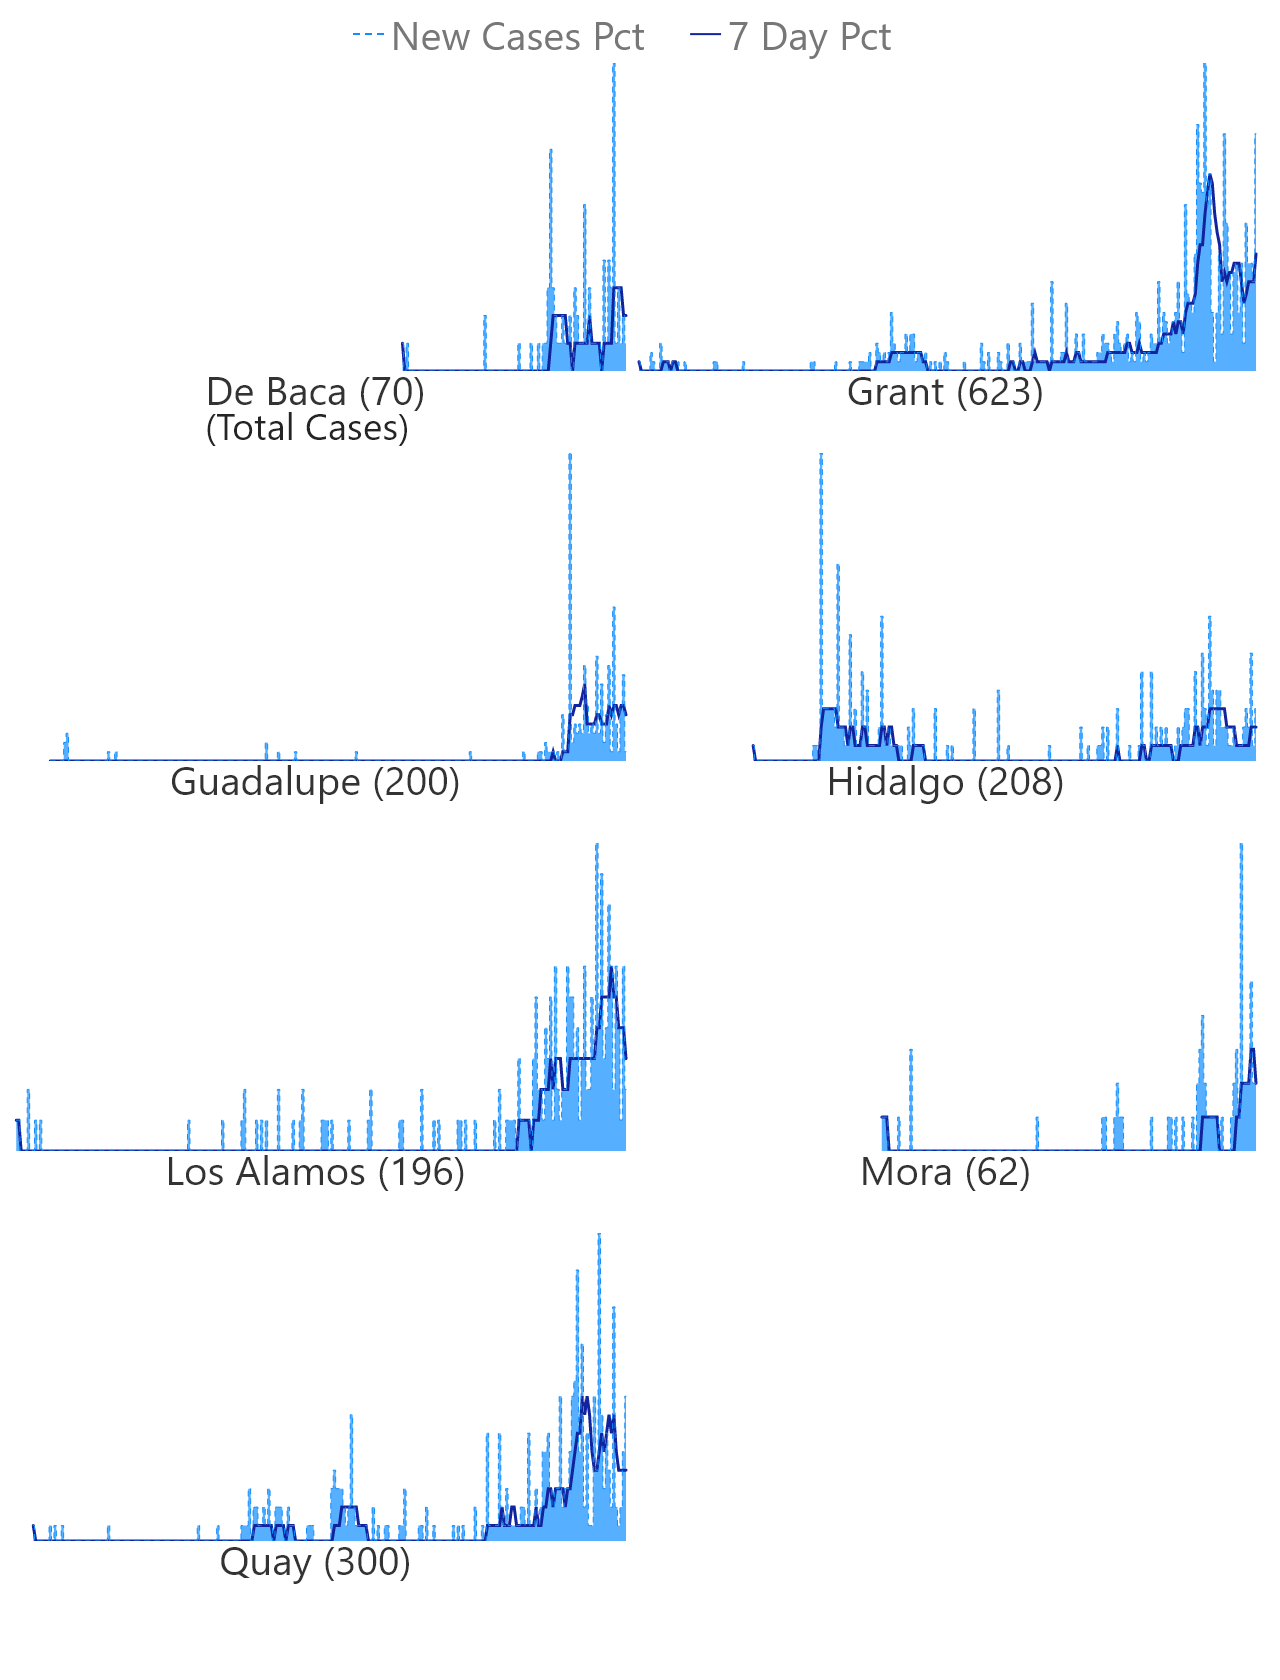 New Cases Pct 7 Day Pct
De Baca (70)
(Total Cases)
Grant (623)
Guadalupe (200)
Hidalgo (208)
Los Alamos (196)
Mora (62)
Quay (300)